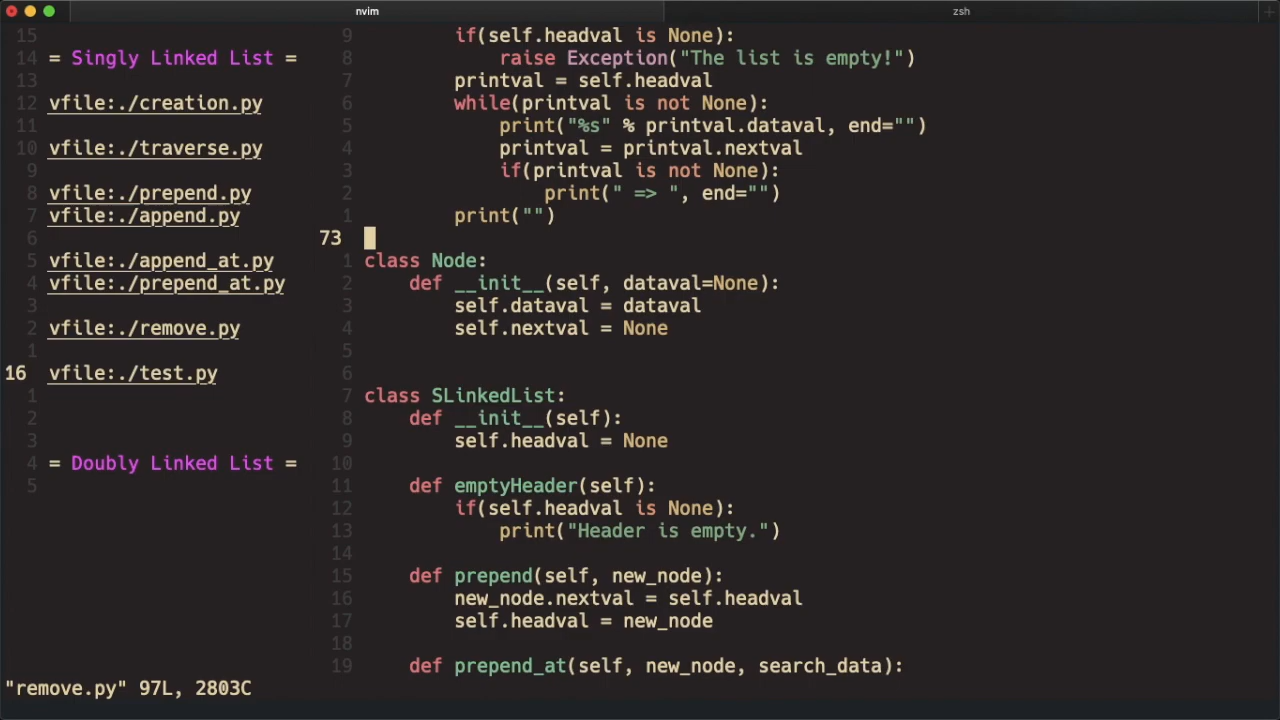 nvim
zsh
15
14 = Singly Linked List =
13
12 vfile:./creation.py
11
10 vfile:./traverse.py
9
8 vfile:./prepend.py
7 vfile:./append.py
6
5 vfile:./append_at.py
4 vfile:./prepend_at.py
3
2 vfile:./remove.py
1
16 vfile:./test.py
1
2
3
4 = Doubly Linked List =
5
9         if(self.headval is None):
8             raise Exception("The list is empty!")
7         printval = self.headval
6         while(printval is not None):
5             print("%s" % printval.dataval, end="")
4             printval = printval.nextval
3             if(printval is not None):
2                 print(" => ", end="")
1         print("")
73
1 class Node:
2     def __init__(self, dataval=None):
3         self.dataval = dataval
4         self.nextval = None
5
6
7 class SLinkedList:
8     def __init__(self):
9         self.headval = None
10
11     def emptyHeader(self):
12         if(self.headval is None):
13             print("Header is empty.")
14
15     def prepend(self, new_node):
16         new_node.nextval = self.headval
17         self.headval = new_node
18
19     def prepend_at(self, new_node, search_data):
"remove.py" 97L, 2803C